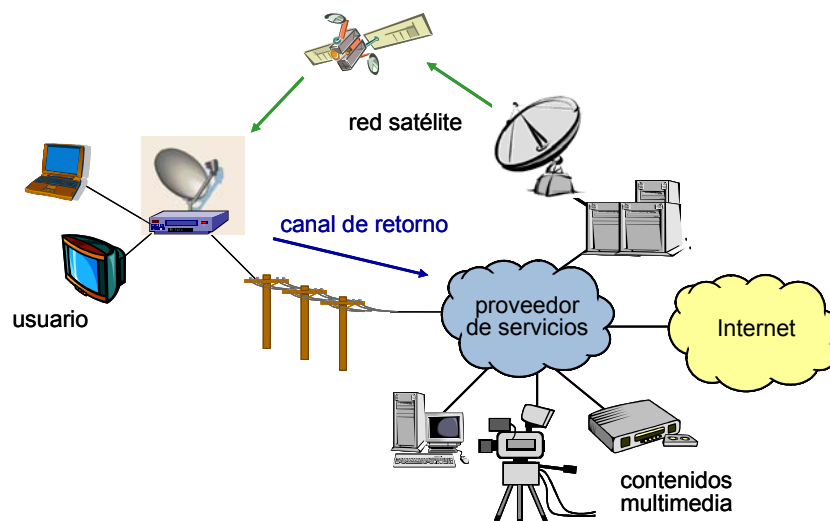 red satélite
canal de retorno
usuario
proveedor
de servicios
Internet
contenidos
multimedia